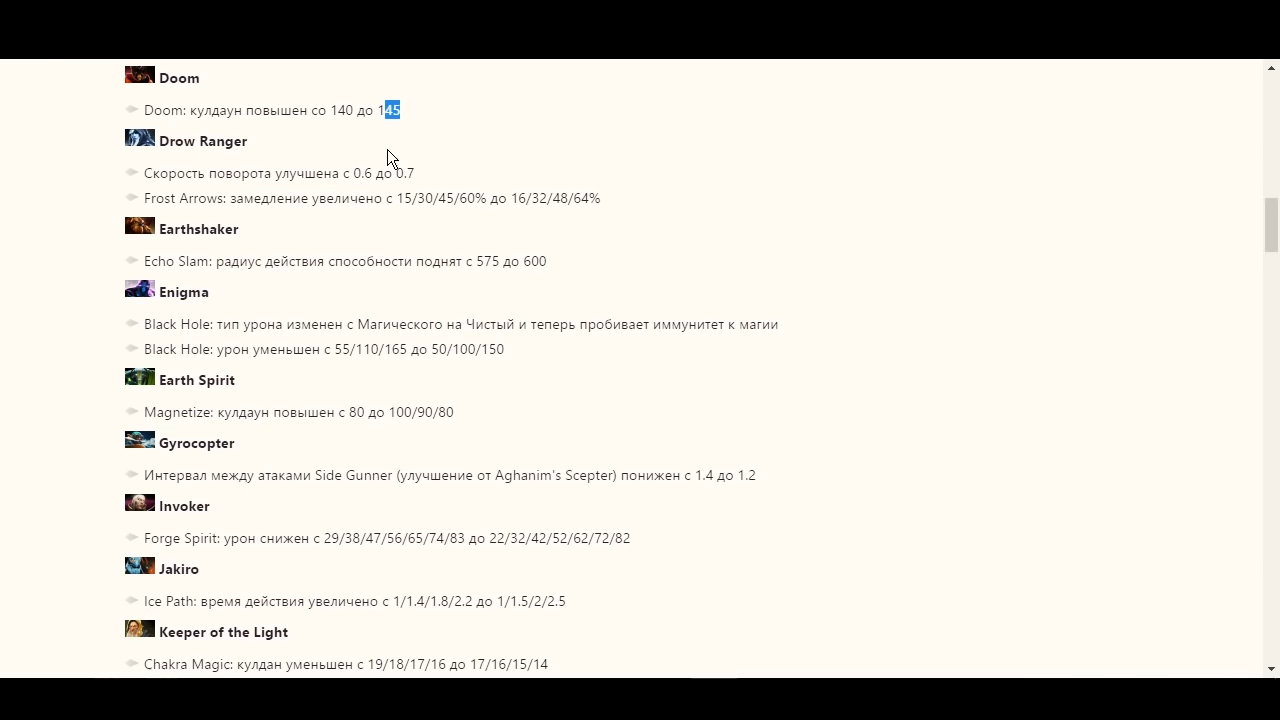 Doom
Doom: кулдаун повышен со 140 до 145
Drow Ranger
Скорость поворота улучшена с 0.6 до 0.7
Frost Arrows: замедление увеличено с 15/30/45/60% до 16/32/48/64%
Earthshaker
Echo Slam: радиус действия способности поднят с 575 до 600
Enigma
Black Hole: тип урона изменен с Магического на Чистый и теперь пробивает иммунитет к магии
Black Hole: урон уменьшен с 55/110/165 до 50/100/150
Earth Spirit
Magnetize: кулдаун повышен с 80 до 100/90/80
Gyrocopter
Интервал между атаками Side Gunner (улучшение от Aghanim's Scepter) понижен с 1.4 до 1.2
Invoker
Forge Spirit: урон снижен с 29/38/47/56/65/74/83 до 22/32/42/52/62/72/82
Jakiro
Ice Path: время действия увеличено с 1/1.4/1.8/2.2 до 1/1.5/2/2.5
Keeper of the Light
Chakra Magic: кулдан уменьшен с 19/18/17/16 до 17/16/15/14